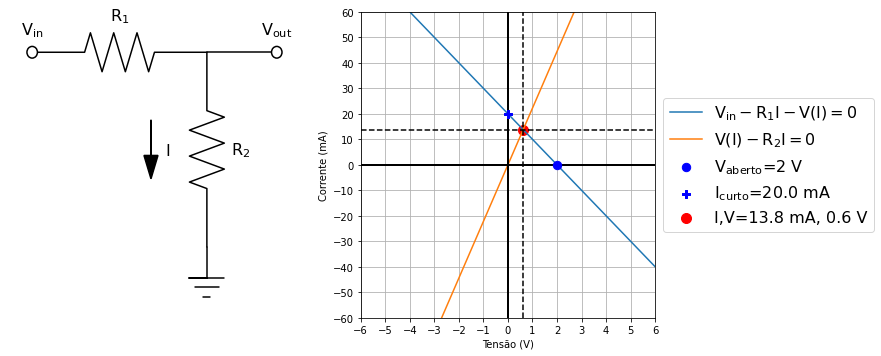 V_in
R_1
V_out
I
R_2
Corrente (mA)
60
50
40
30
20
10
0
−10
−20
−30
−40
−50
−60
−6 −5 −4 −3 −2 −1 0 1 2 3 4 5 6
Tensão (V)
V_in − R_1I − V(I) = 0
V(I) − R_2I = 0
V_aberto=2 V
I_curto=20.0 mA
I,V=13.8 mA, 0.6 V